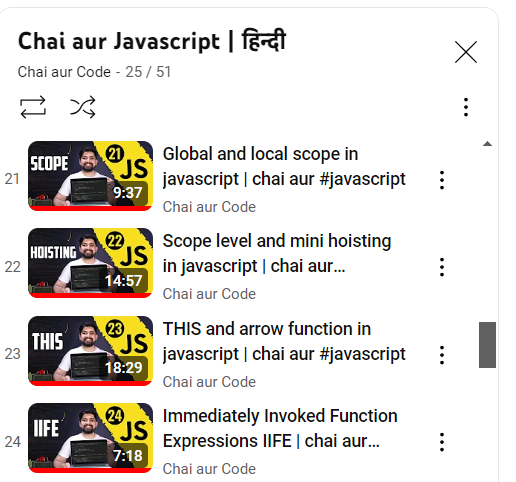 Chai aur Javascript | हिन्दी
Chai aur Code - 25 / 51
21
SCOPE
21
JS
9:37
Global and local scope in
javascript | chai aur #javascript
Chai aur Code
22
HOISTING
22
JS
14:57
Scope level and mini hoisting
in javascript | chai aur...
Chai aur Code
23
THIS
23
JS
18:29
THIS and arrow function in
javascript | chai aur #javascript
Chai aur Code
24
IIFE
24
JS
7:18
Immediately Invoked Function
Expressions IIFE | chai aur...
Chai aur Code